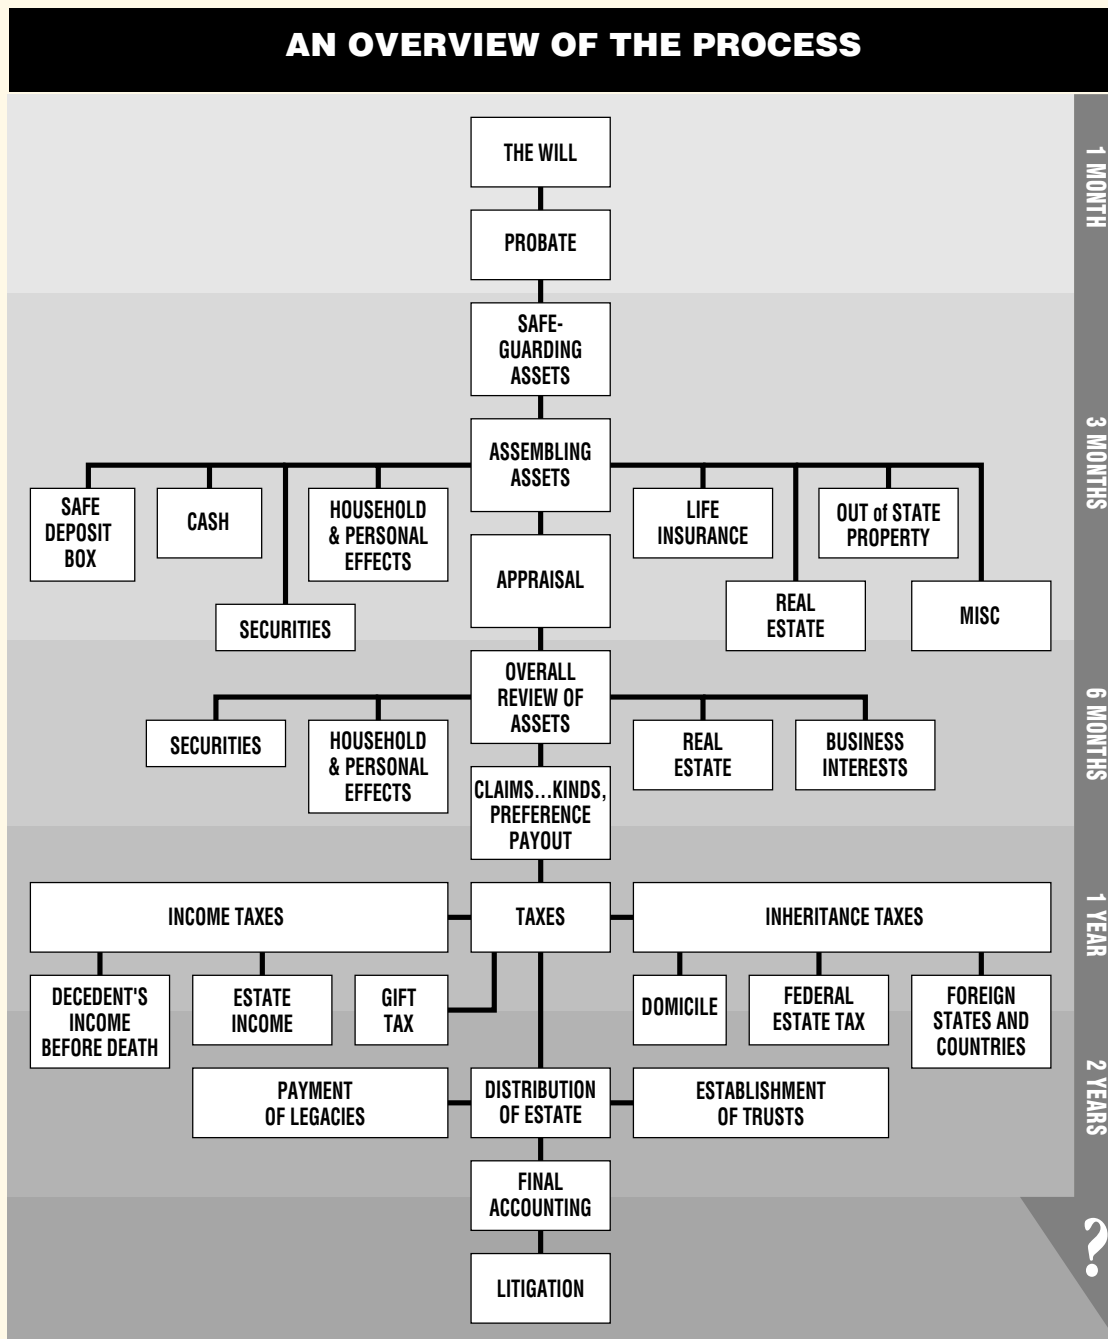 AN OVERVIEW OF THE PROCESS
1 MONTH
THE WILL
PROBATE
3 MONTHS
SAFE-
GUARDING
ASSETS
ASSEMBLING
ASSETS
SAFE
DEPOSIT
BOX
CASH
SECURITIES
HOUSEHOLD
& PERSONAL
EFFECTS
LIFE
INSURANCE
REAL
ESTATE
OUT of STATE
PROPERTY
MISC
APPRAISAL
6 MONTHS
OVERALL
REVIEW OF
ASSETS
SECURITIES
HOUSEHOLD
& PERSONAL
EFFECTS
REAL
ESTATE
BUSINESS
INTERESTS
CLAIMS...KINDS,
PREFERENCE
PAYOUT
1 YEAR
INCOME TAXES
TAXES
INHERITANCE TAXES
DECEDENT'S
INCOME
BEFORE DEATH
ESTATE
INCOME
GIFT
TAX
DOMICILE
FEDERAL
ESTATE TAX
FOREIGN
STATES AND
COUNTRIES
2 YEARS
PAYMENT
OF LEGACIES
DISTRIBUTION
OF ESTATE
ESTABLISHMENT
OF TRUSTS
FINAL
ACCOUNTING
?
LITIGATION